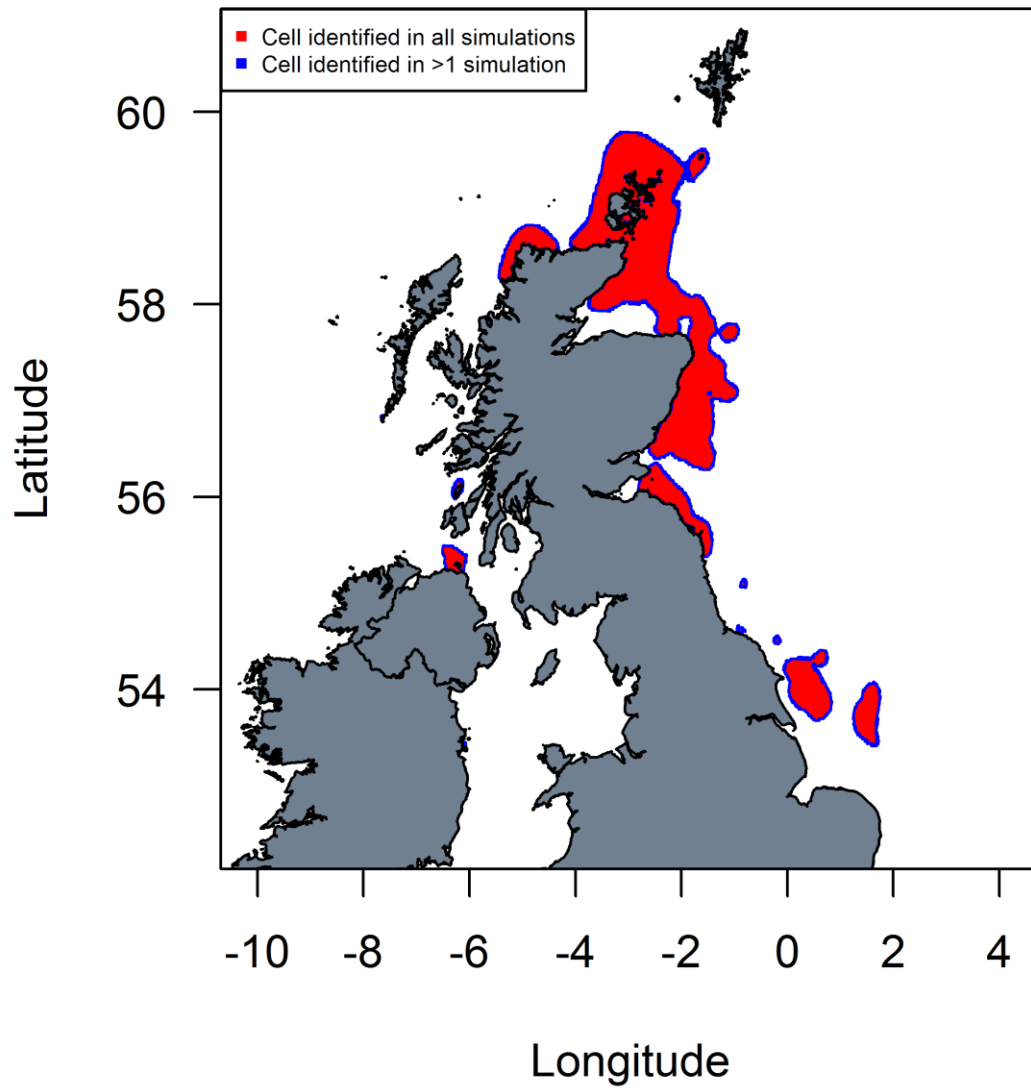 Cell identified in all simulations
Cell identified in >1 simulation
Latitude
60
58
56
54
-10 -8 -6 -4 -2 0 2 4
Longitude